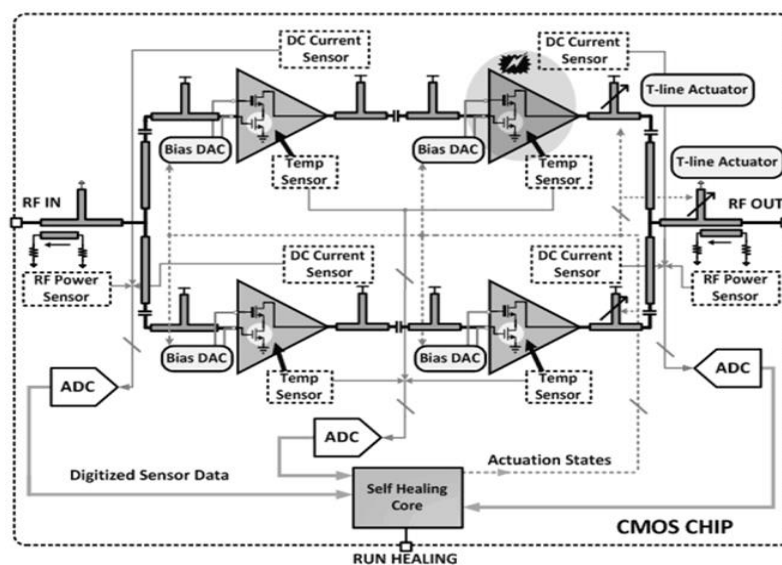 DC Current
Sensor
DC Current
Sensor
T-line Actuator
Bias DAC
Temp
Sensor
Bias DAC
Temp
Sensor
T-line Actuator
RF IN
RF OUT
RF Power
Sensor
DC Current
Sensor
DC Current
Sensor
RF Power
Sensor
Bias DAC
Temp
Sensor
Bias DAC
Temp
Sensor
ADC
ADC
ADC
Digitized Sensor Data
Actuation States
Self Healing
Core
CMOS CHIP
RUN HEALING